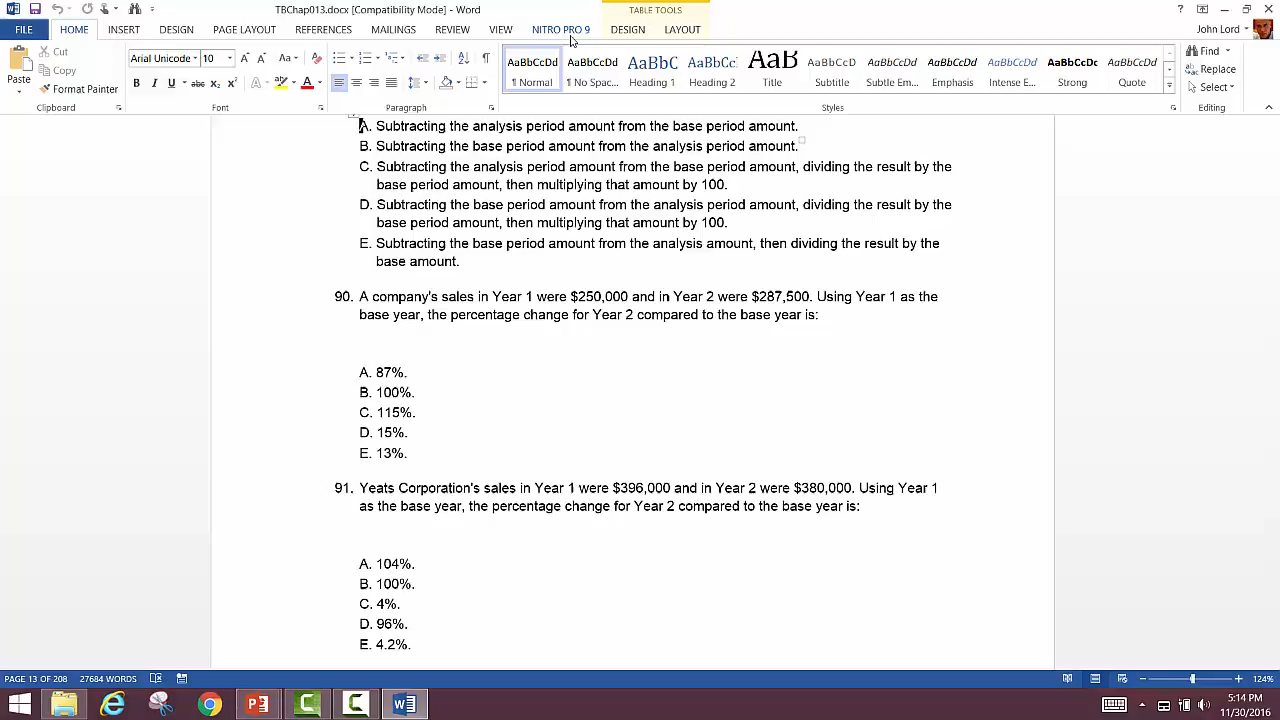 TBChap013.docx [Compatibility Mode] - Word
TABLE TOOLS
FILE HOME INSERT DESIGN PAGE LAYOUT REFERENCES MAILINGS REVIEW VIEW NITRO PRO 9 DESIGN LAYOUT John Lord
Paste
Cut
Copy
Format Painter
Arial Unicode 10
AaBbCcDd AaBbCcDd AaBbC AaBbCc AaB AaBbCcD AaBbCcDd AaBbCcDd AaBbCcDd AaBbCcDc AaBbCcDd
¶ Normal ¶ No Spac... Heading 1 Heading 2 Title Subtitle Subtle Em... Emphasis Intense E... Strong Quote
Find
Replace
Select
Clipboard Font Paragraph Styles Editing
A. Subtracting the analysis period amount from the base period amount.
B. Subtracting the base period amount from the analysis period amount.
C. Subtracting the analysis period amount from the base period amount, dividing the result by the
base period amount, then multiplying that amount by 100.
D. Subtracting the base period amount from the analysis period amount, dividing the result by the
base period amount, then multiplying that amount by 100.
E. Subtracting the base period amount from the analysis amount, then dividing the result by the
base amount.
90. A company's sales in Year 1 were $250,000 and in Year 2 were $287,500. Using Year 1 as the
base year, the percentage change for Year 2 compared to the base year is:
A. 87%.
B. 100%.
C. 115%.
D. 15%.
E. 13%.
91. Yeats Corporation's sales in Year 1 were $396,000 and in Year 2 were $380,000. Using Year 1
as the base year, the percentage change for Year 2 compared to the base year is:
A. 104%.
B. 100%.
C. 4%.
D. 96%.
E. 4.2%.
PAGE 13 OF 208 27684 WORDS 124%
5:14 PM
11/30/2016